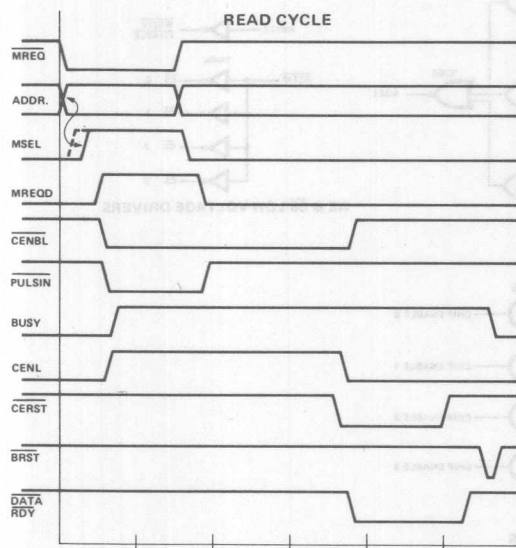 READ CYCLE
MREQ
ADDR.
MSEL
MREQD
CENBL
PULSIN
BUSY
CENL
CERST
BRST
DATA
RDY